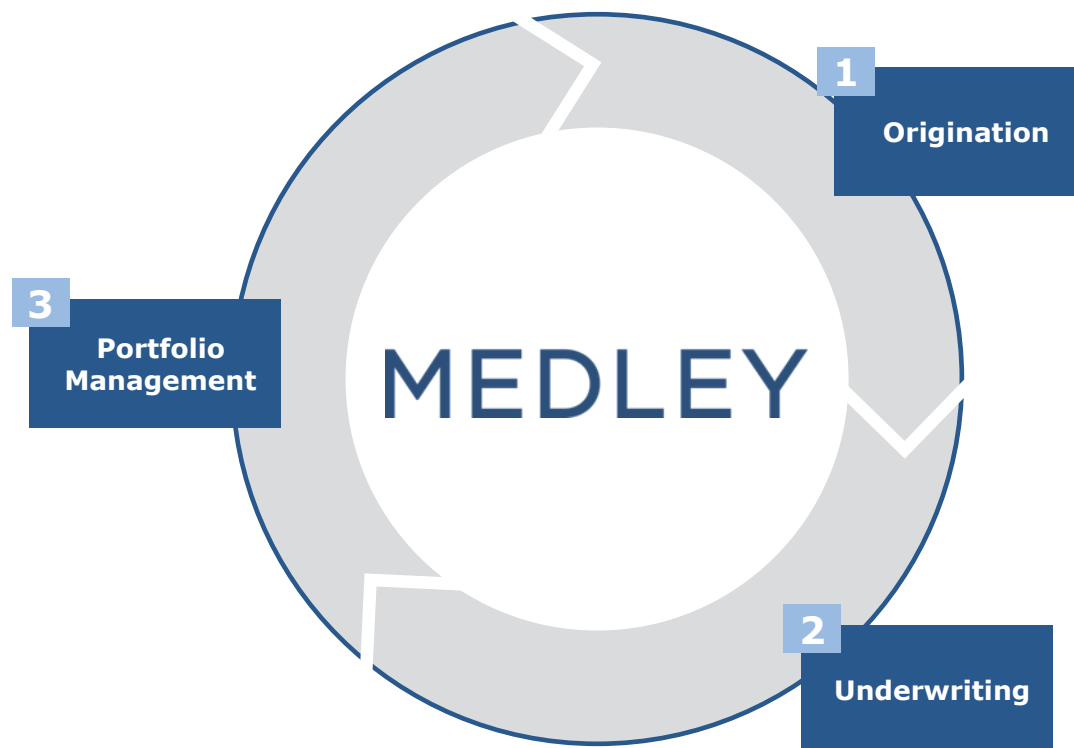 1
Origination
3
Portfolio
Management
MEDLEY
2
Underwriting